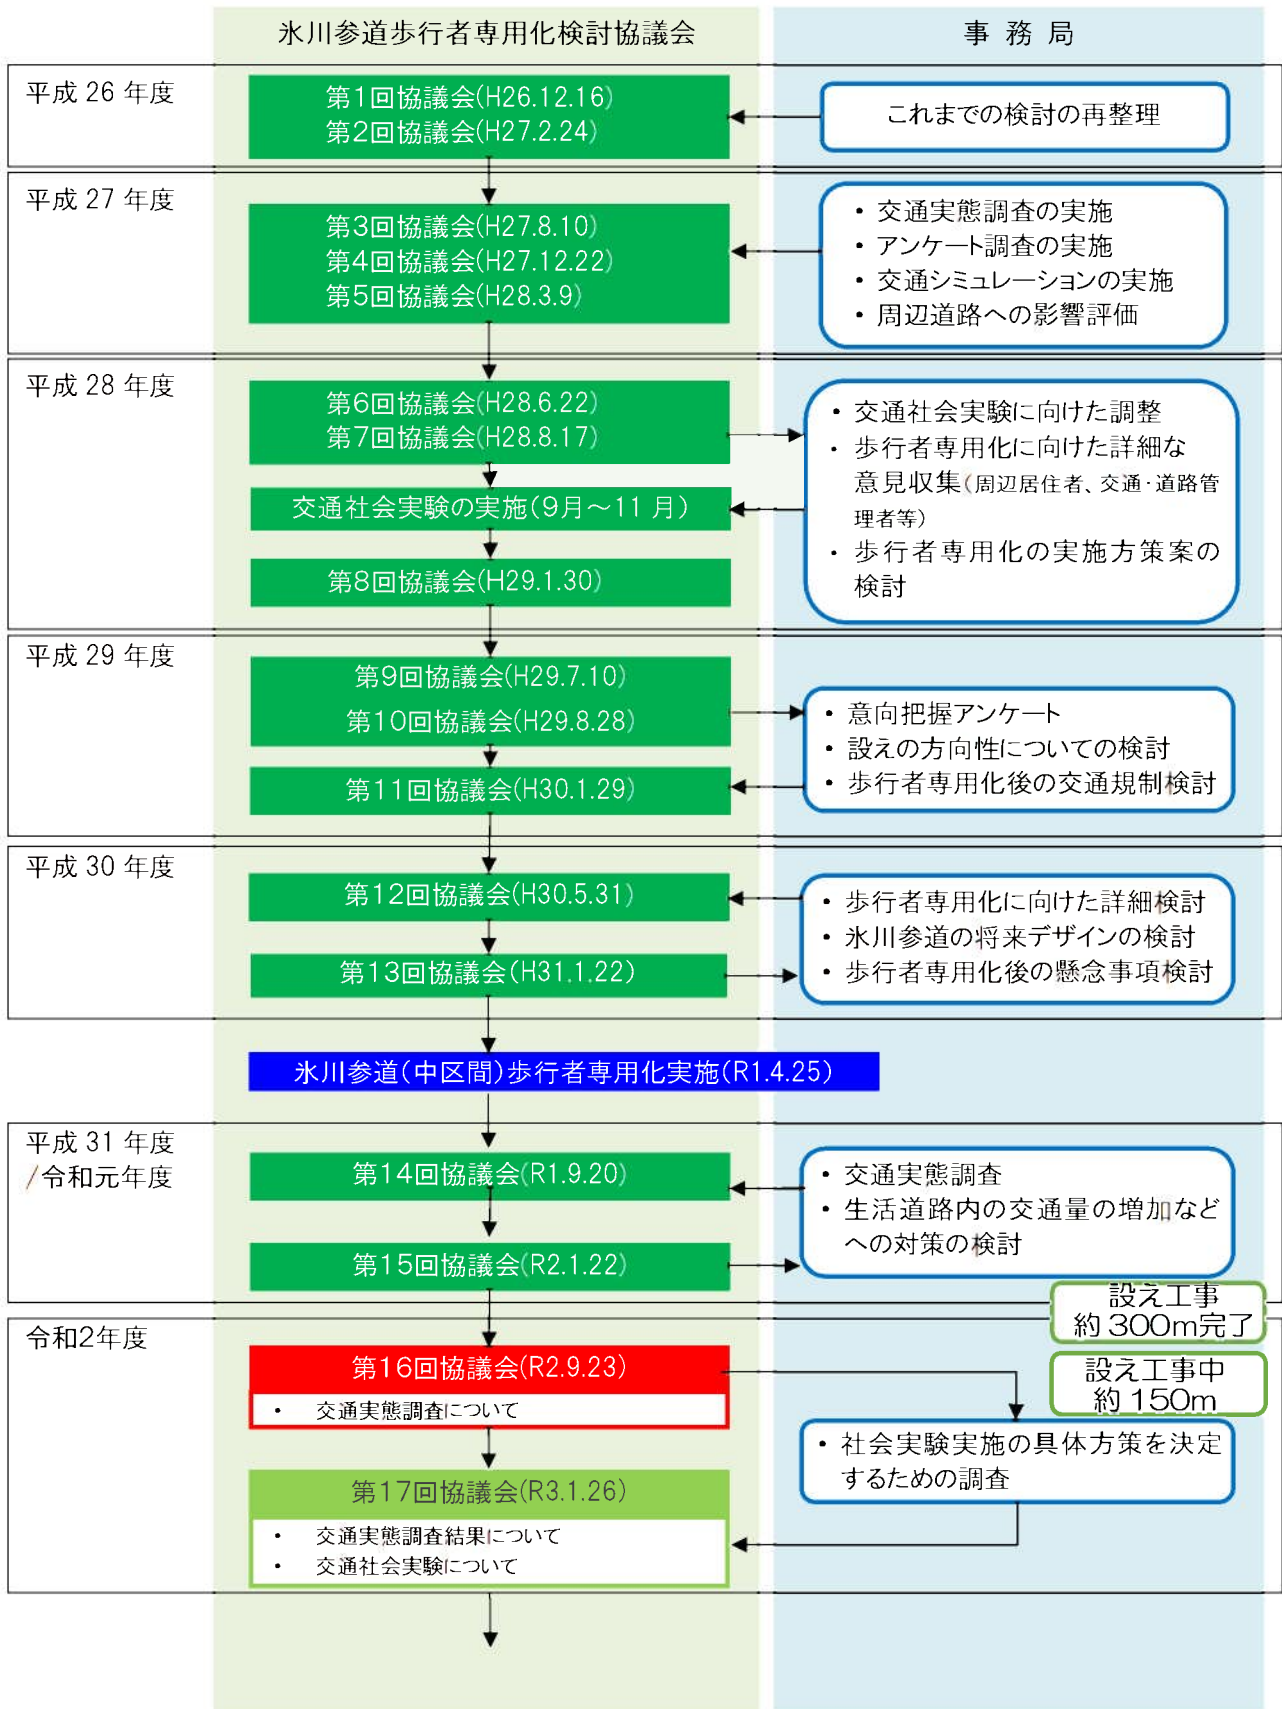 氷川参道歩行者専用化検討協議会
事務局
平成 26 年度
第1回協議会(H26.12.16)
第2回協議会(H27.2.24)
これまでの検討の再整理
平成 27 年度
第3回協議会(H27.8.10)
第4回協議会(H27.12.22)
第5回協議会(H28.3.9)
・ 交通実態調査の実施
・ アンケート調査の実施
・ 交通シミュレーションの実施
・ 周辺道路への影響評価
平成 28 年度
第6回協議会(H28.6.22)
第7回協議会(H28.8.17)
交通社会実験の実施(9月～11 月)
第8回協議会(H29.1.30)
・ 交通社会実験に向けた調整
・ 歩行者専用化に向けた詳細な
意見収集(周辺居住者、交通・道路管
理者等)
・ 歩行者専用化の実施方策案の
検討
平成 29 年度
第9回協議会(H29.7.10)
第10回協議会(H29.8.28)
第11回協議会(H30.1.29)
・ 意向把握アンケート
・ 設えの方向性についての検討
・ 歩行者専用化後の交通規制検討
平成 30 年度
第12回協議会(H30.5.31)
第13回協議会(H31.1.22)
・ 歩行者専用化に向けた詳細検討
・ 氷川参道の将来デザインの検討
・ 歩行者専用化後の懸念事項検討
氷川参道(中区間)歩行者専用化実施(R1.4.25)
平成 31 年度
/令和元年度
第14回協議会(R1.9.20)
第15回協議会(R2.1.22)
・ 交通実態調査
・ 生活道路内の交通量の増加など
への対策の検討
設え工事
約 300m完了
令和2年度
第16回協議会(R2.9.23)
・ 交通実態調査について
設え工事中
約 150m
・ 社会実験実施の具体方策を決定
するための調査
第17回協議会(R3.1.26)
・ 交通実態調査結果について
・ 交通社会実験について